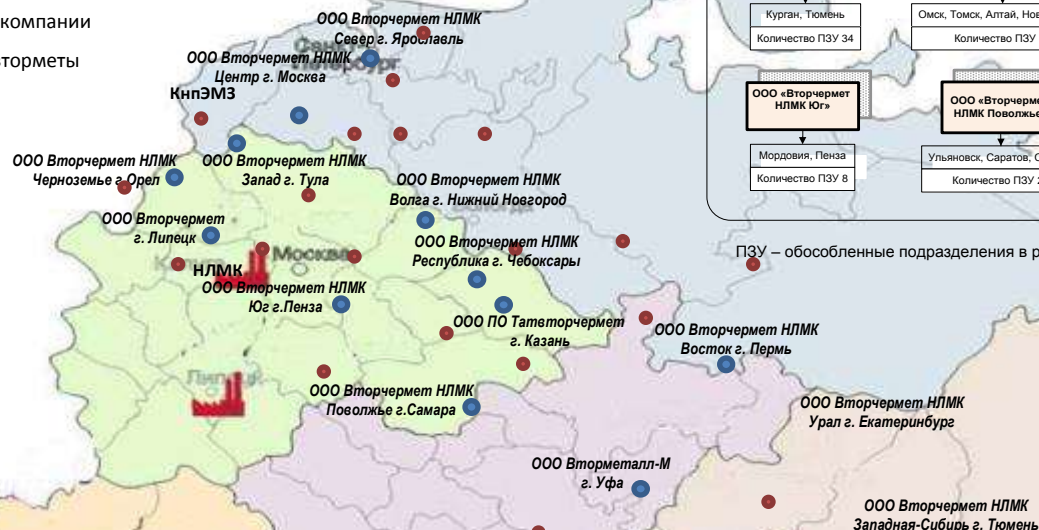 компании
ООО Вторчермет НЛМК
Север г. Ярославль
Санкт-
Петербург
ООО Вторчермет НЛМК
Центр г. Москва
КнпЭМЗ
ООО Вторчермет НЛМК
Черноземье г.Орел
ООО Вторчермет НЛМК
Запад г. Тула
ООО Вторчермет НЛМК
Волга г. Нижний Новгород
ООО Вторчермет
г. Липецк
ООО Вторчермет НЛМК
Республика г. Чебоксары
Москва
НЛМК
ООО Вторчермет НЛМК
Юг г.Пенза
ООО ПО Татвторчермет
г. Казань
ООО Вторчермет НЛМК
Восток г. Пермь
Липецк
ООО Вторчермет НЛМК
Поволжье г.Самара
ООО Вторчермет НЛМК
Урал г. Екатеринбург
ООО Вторметалл-М
г. Уфа
ООО Вторчермет НЛМК
Западная-Сибирь г. Тюмень
Курган, Тюмень
Количество ПЗУ 34
Омск, Томск, Алтай,
Количество ПЗУ
ООО «Вторчермет
НЛМК Юг»
НЛМК Поволжье
Мордовия, Пенза
Количество ПЗУ 8
Ульяновск, Саратов,
Количество ПЗУ
ПЗУ – обособленные подразделения в